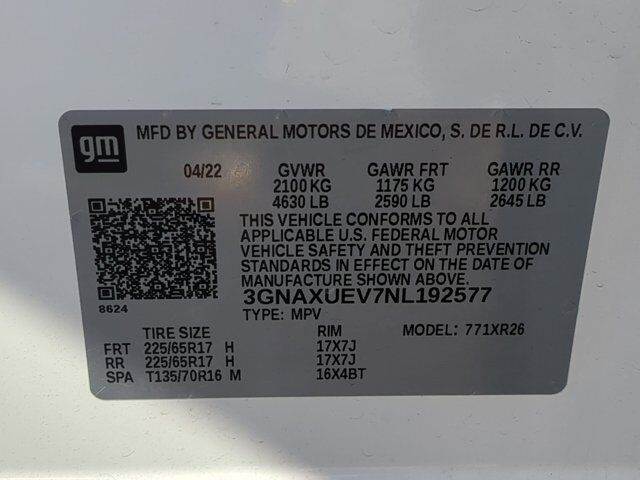 gm
MFD BY GENERAL MOTORS DE MEXICO, S. DE R.L. DE C.V.
04/22 GVWR GAWR FRT GAWR RR
2100 KG 1175 KG 1200 KG
4630 LB 2590 LB 2645 LB
THIS VEHICLE CONFORMS TO ALL
APPLICABLE U.S. FEDERAL MOTOR
VEHICLE SAFETY AND THEFT PREVENTION
STANDARDS IN EFFECT ON THE DATE OF
MANUFACTURE SHOWN ABOVE.
3GNAXUEV7NL192577
8624
TYPE: MPV
TIRE SIZE RIM MODEL: 771XR26
FRT 225/65R17 H 17X7J
RR 225/65R17 H 17X7J
SPA T135/70R16 M 16X4BT